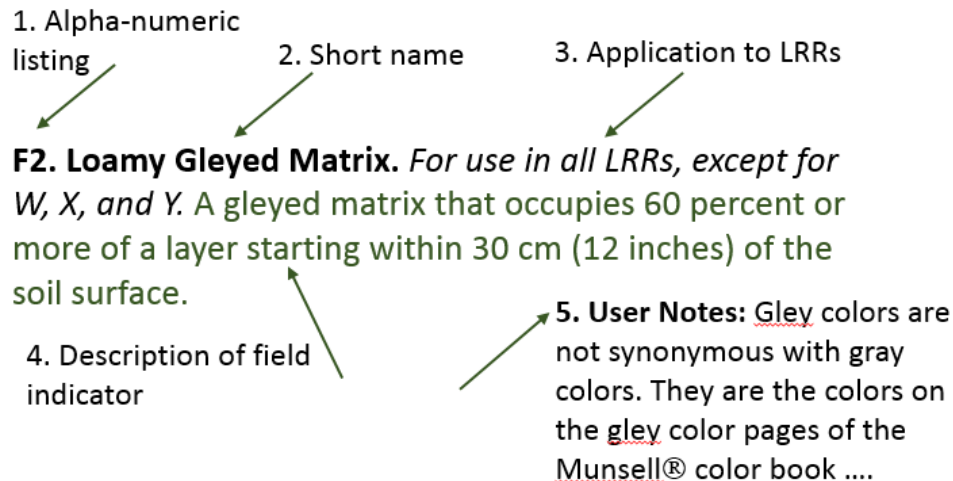 1. Alpha-numeric
listing
2. Short name
3. Application to LRRs
F2. Loamy Gleyed Matrix. For use in all LRRs, except for
W, X, and Y. A gleyed matrix that occupies 60 percent or
more of a layer starting within 30 cm (12 inches) of the
soil surface.
4. Description of field
indicator
5. User Notes: Gley colors are
not synonymous with gray
colors. They are the colors on
the gley color pages of the
Munsell® color book ....